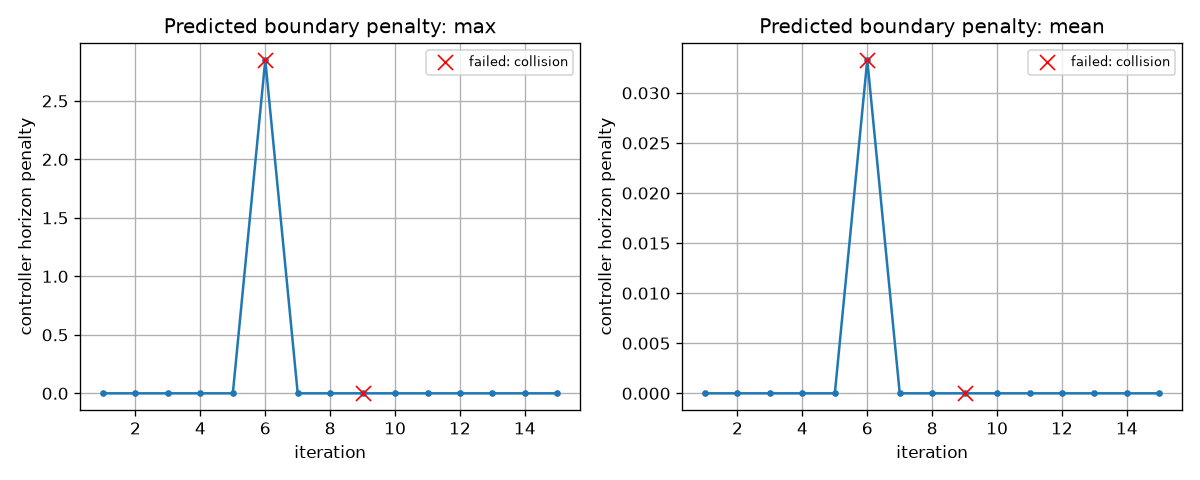 Predicted boundary penalty: max
failed: collision
controller horizon penalty
2.5
2.0
1.5
1.0
0.5
0.0
2 4 6 8 10 12 14
iteration
Predicted boundary penalty: mean
failed: collision
controller horizon penalty
0.030
0.025
0.020
0.015
0.010
0.005
0.000
2 4 6 8 10 12 14
iteration